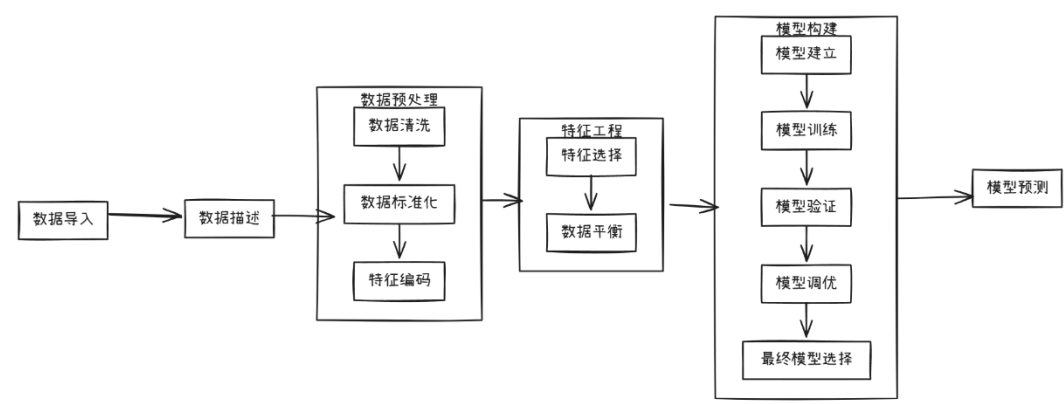 数据导入
数据描述
数据预处理
数据清洗
数据标准化
特征编码
特征工程
特征选择
数据平衡
模型构建
模型建立
模型训练
模型验证
模型调优
最终模型选择
模型预测